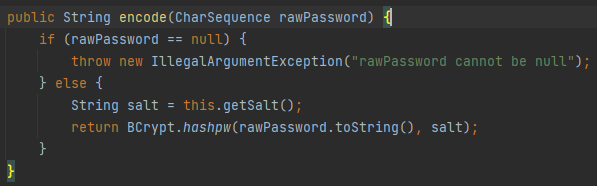 public String encode(CharSequence rawPassword) {
    if (rawPassword == null) {
        throw new IllegalArgumentException("rawPassword cannot be null");
    } else {
        String salt = this.getSalt();
        return BCrypt.hashpw(rawPassword.toString(), salt);
    }
}